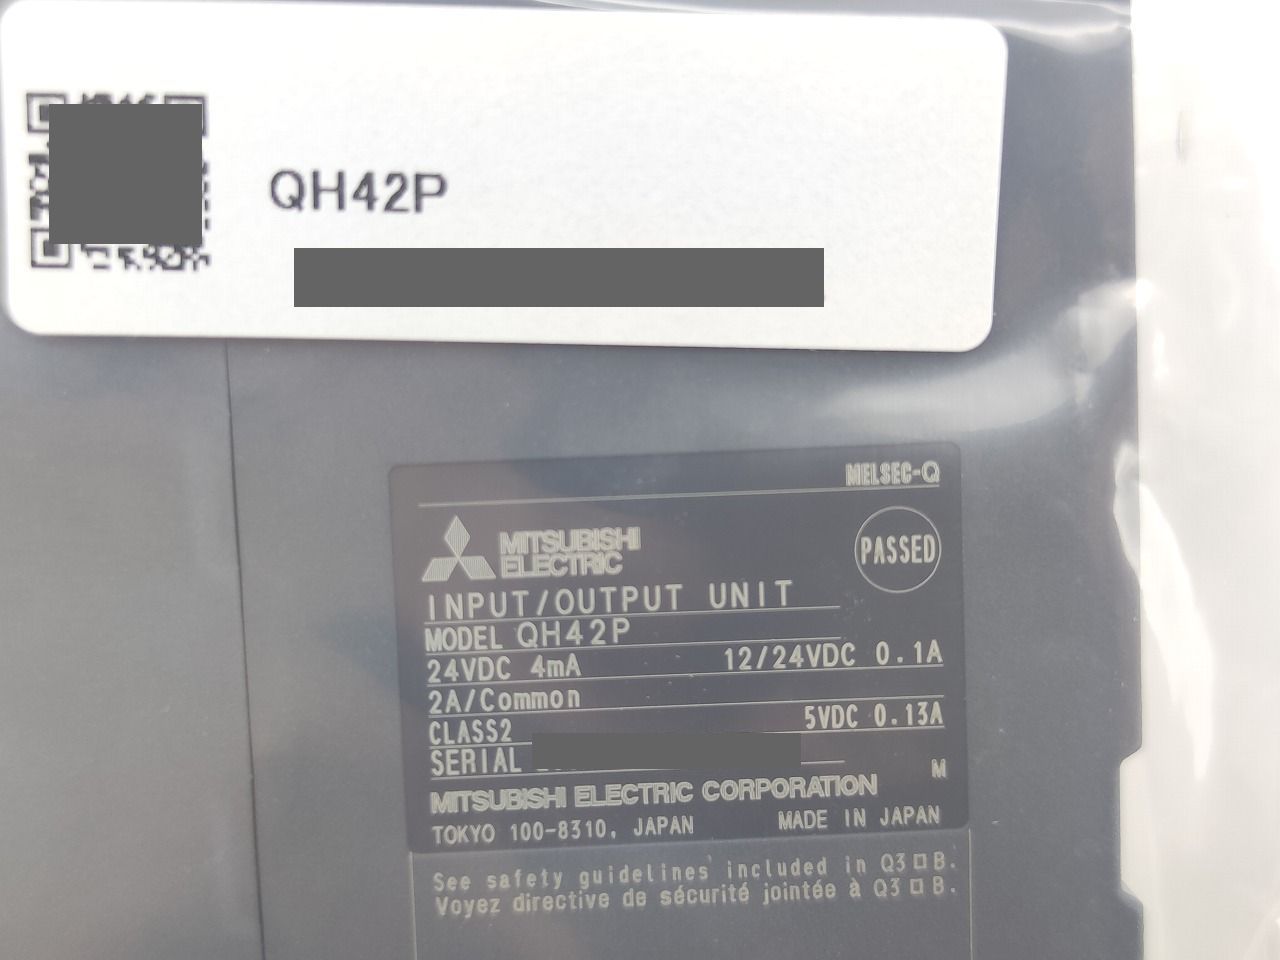 QH42P
MELSEC-Q
MITSUBISHI
ELECTRIC
PASSED
INPUT/OUTPUT UNIT
MODEL QH42P
24VDC 4mA 12/24VDC 0.1A
2A/Common
CLASS2 5VDC 0.13A
SERIAL
M
MITSUBISHI ELECTRIC CORPORATION
TOKYO 100-8310, JAPAN MADE IN JAPAN
See safety guidelines included in Q3□B.
Voyez directive de sécurité jointée à Q3□B.